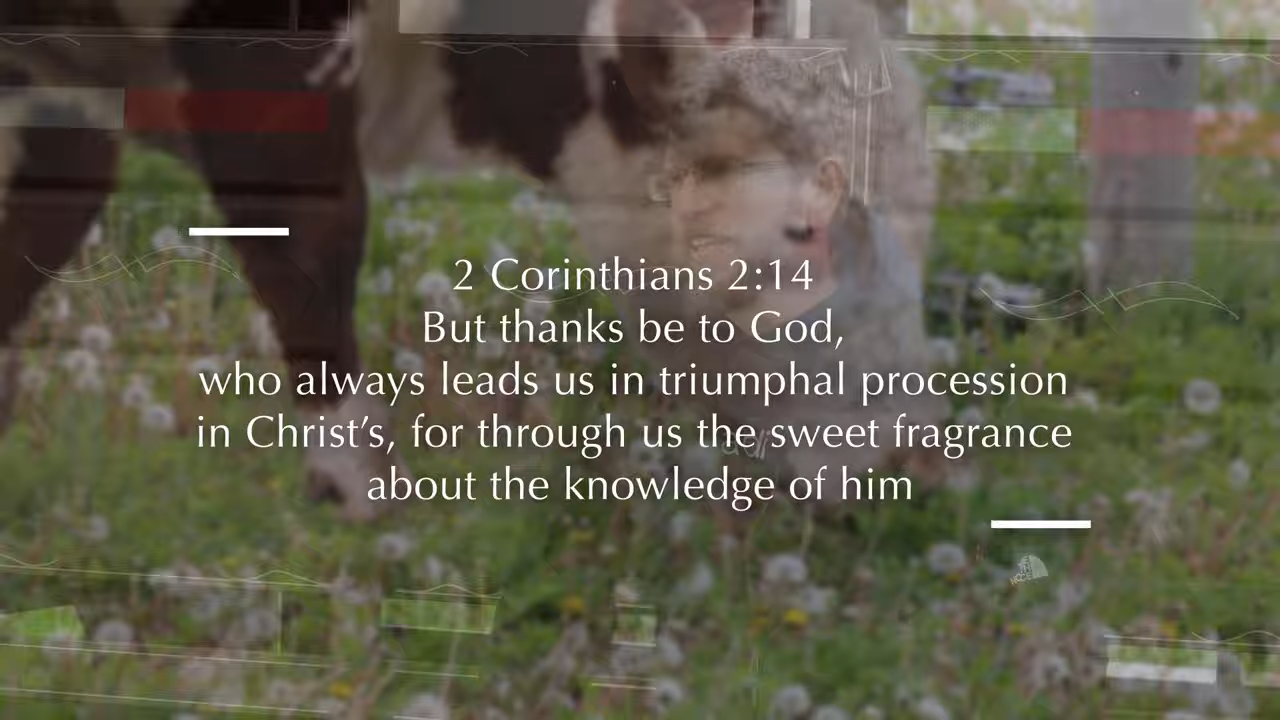 2 Corinthians 2:14
But thanks be to God,
who always leads us in triumphal procession
in Christ’s, for through us the sweet fragrance
about the knowledge of him